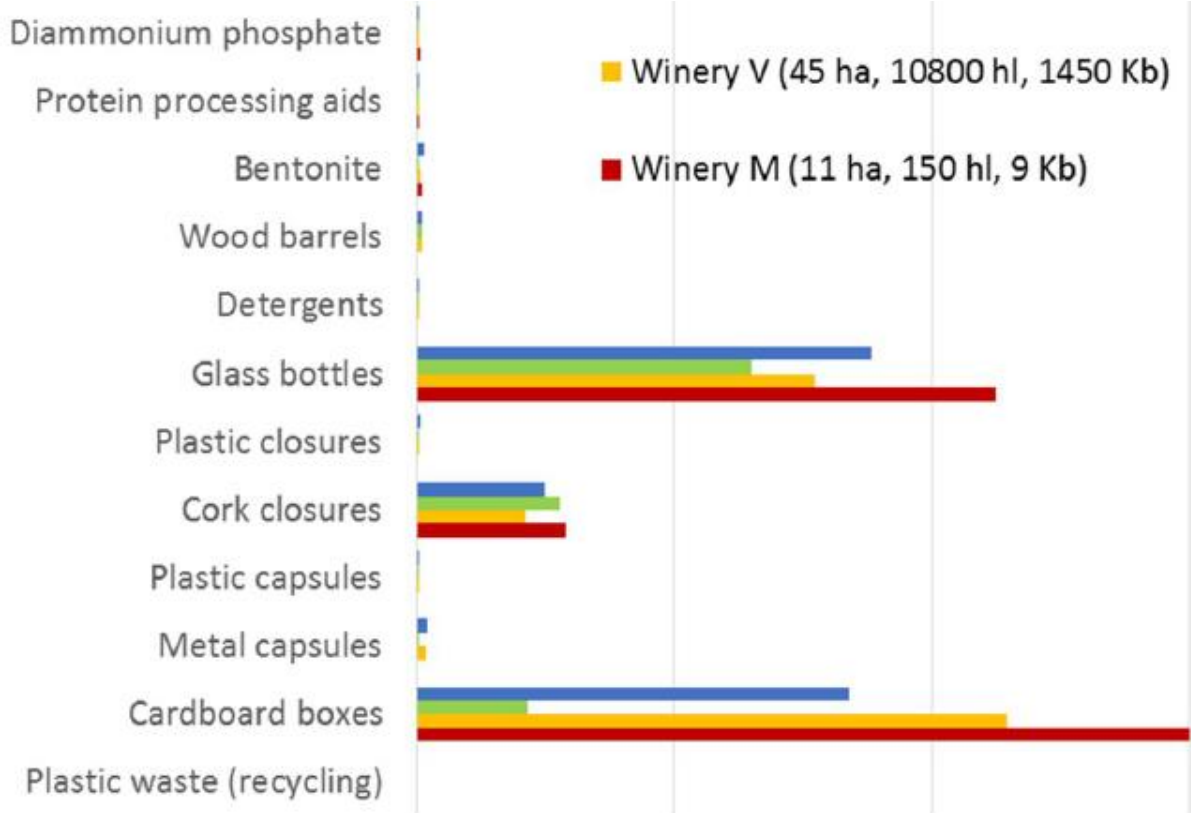 Diammonium phosphate
Winery V (45 ha, 10800 hl, 1450 Kb)
Protein processing aids
Bentonite
Winery M (11 ha, 150 hl, 9 Kb)
Wood barrels
Detergents
Glass bottles
Plastic closures
Cork closures
Plastic capsules
Metal capsules
Cardboard boxes
Plastic waste (recycling)